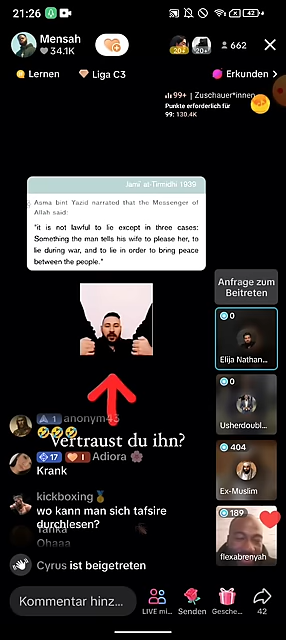 21:26
42
Mensah
34.1K
20+
20+
662
Lernen
Liga C3
Erkunden >
99+ | Zuschauer*innen
Punkte erforderlich für
99: 130.4K
Jami` at-Tirmidhi 1939
Asma bint Yazid narrated that the Messenger of
Allah said:
"it is not lawful to lie except in three cases:
Something the man tells his wife to please her, to
lie during war, and to lie in order to bring peace
between the people."
Anfrage zum
Beitreten
0
Elija Nathan...
0
Usherdoubl...
404
Ex-Muslim
189
flexabrenyah
1 anonym43
Vertraust du ihn?
17 1 Adiora
Krank
kickboxing
wo kann man sich tafsire
durchlesen?
Yanka
Ohaaa
Cyrus ist beigetreten
Kommentar hinz...
LIVE mi...
Senden
Gesche...
42